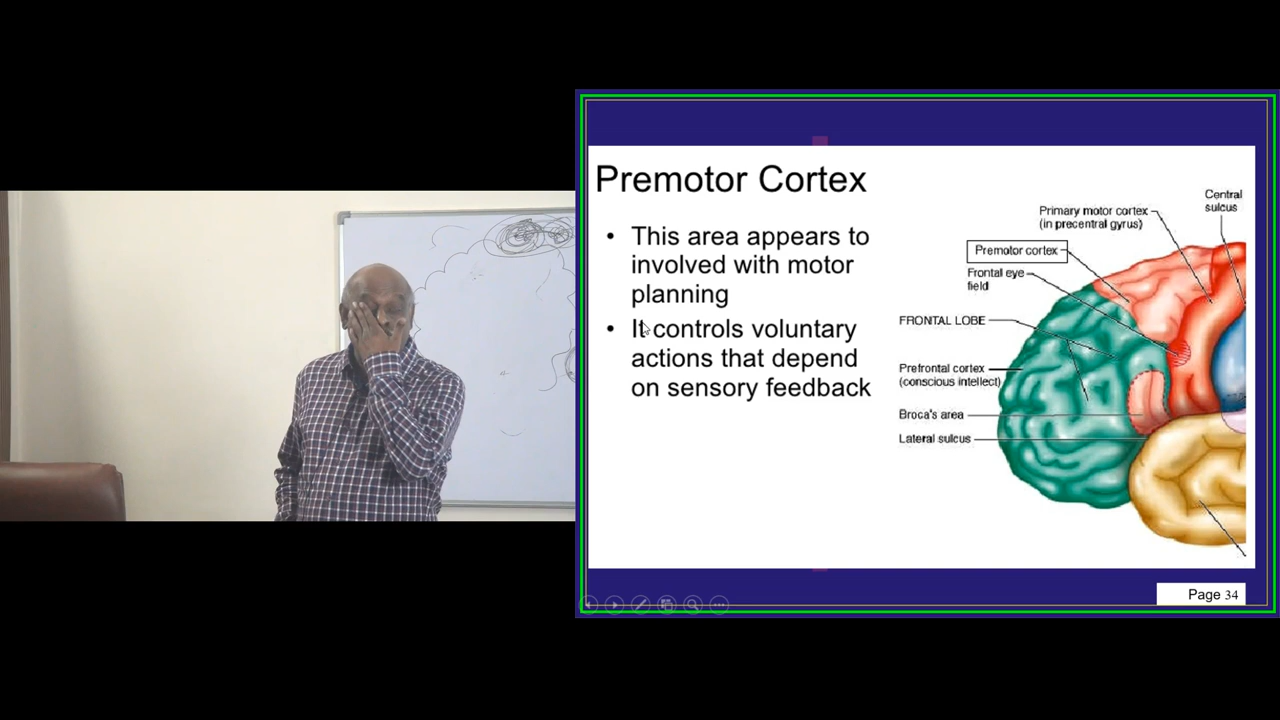 Premotor Cortex
• This area appears to
involved with motor
planning
• It controls voluntary
actions that depend
on sensory feedback
Central
sulcus
Primary motor cortex
(in precentral gyrus)
Premotor cortex
Frontal eye
field
FRONTAL LOBE
Prefrontal cortex
(conscious intellect)
Broca's area
Lateral sulcus
Page 34